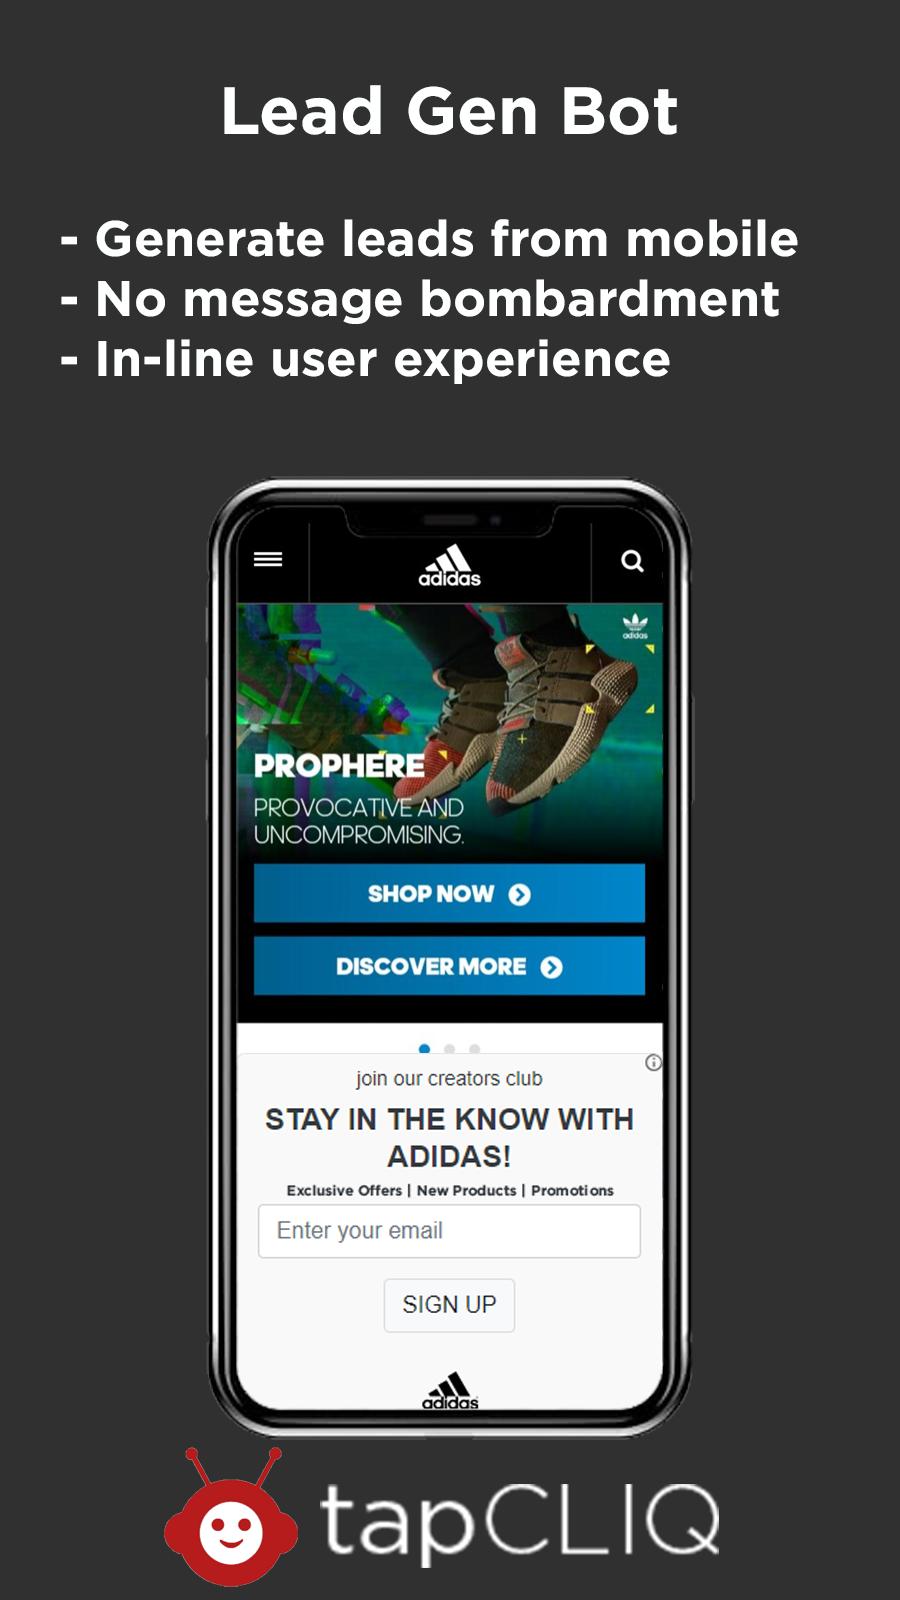 Lead Gen Bot
- Generate leads from mobile
- No message bombardment
- In-line user experience
adidas
adidas
PROPHERE
PROVOCATIVE AND
UNCOMPROMISING.
SHOP NOW
DISCOVER MORE
join our creators club
STAY IN THE KNOW WITH
ADIDAS!
Exclusive Offers | New Products | Promotions
Enter your email
SIGN UP
adidas
tapCLIQ